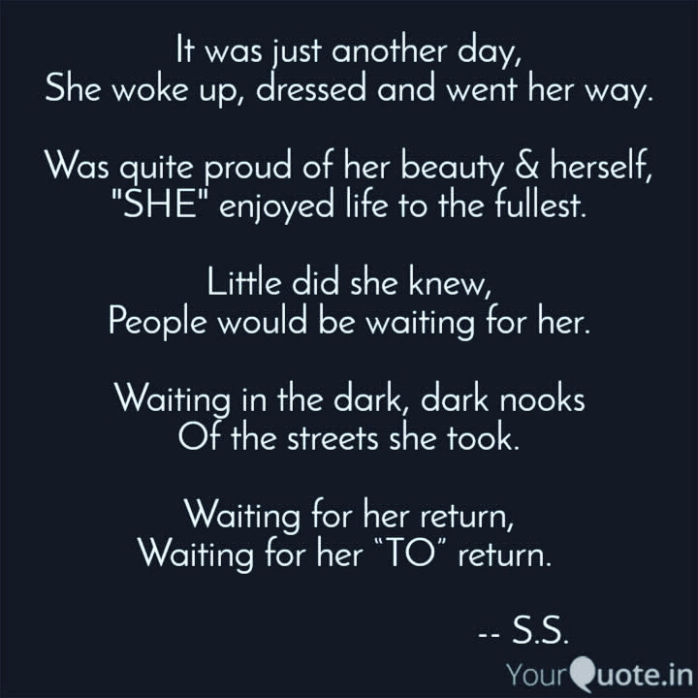 It was just another day,
She woke up, dressed and went her way.
Was quite proud of her beauty & herself,
"SHE" enjoyed life to the fullest.
Little did she knew,
People would be waiting for her.
Waiting in the dark, dark nooks
Of the streets she took.
Waiting for her return,
Waiting for her “TO” return.
-- S.S.
YourQuote.in